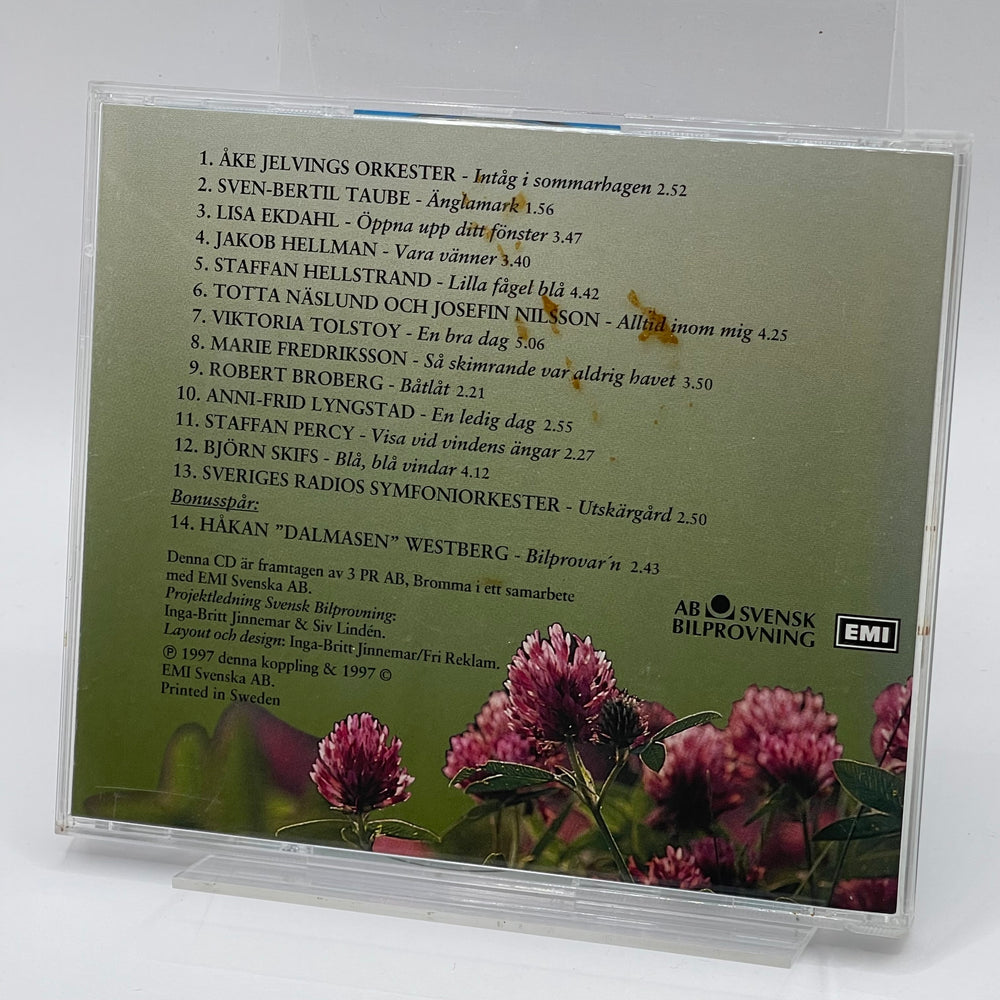 1. ÅKE JELVINGS ORKESTER - Intåg i sommarhagen 2.52
2. SVEN-BERTIL TAUBE - Änglamark 1.56
3. LISA EKDAHL - Öppna upp ditt fönster 3.47
4. JAKOB HELLMAN - Vara vänner 3.40
5. STAFFAN HELLSTRAND - Lilla fågel blå 4.42
6. TOTTA NÄSLUND OCH JOSEFIN NILSSON - Alltid inom mig 4.25
7. VIKTORIA TOLSTOY - En bra dag 5.06
8. MARIE FREDRIKSSON - Så skimrande var aldrig havet 3.50
9. ROBERT BROBERG - Båtlåt 2.21
10. ANNI-FRID LYNGSTAD - En ledig dag 2.55
11. STAFFAN PERCY - Visa vid vindens ängar 2.27
12. BJÖRN SKIFS - Blå, blå vindar 4.12
13. SVERIGES RADIOS SYMFONIORKESTER - Utskärgård 2.50
Bonusspår:
14. HÅKAN ”DALMASEN” WESTBERG - Bilprovar´n 2.43
Denna CD är framtagen av 3 PR AB, Bromma i ett samarbete
med EMI Svenska AB.
Projektledning Svensk Bilprovning:
Inga-Britt Jinnemar & Siv Lindén.
Layout och design: Inga-Britt Jinnemar/Fri Reklam.
℗ 1997 denna koppling & 1997 ©
EMI Svenska AB.
Printed in Sweden
AB SVENSK
BILPROVNING
EMI